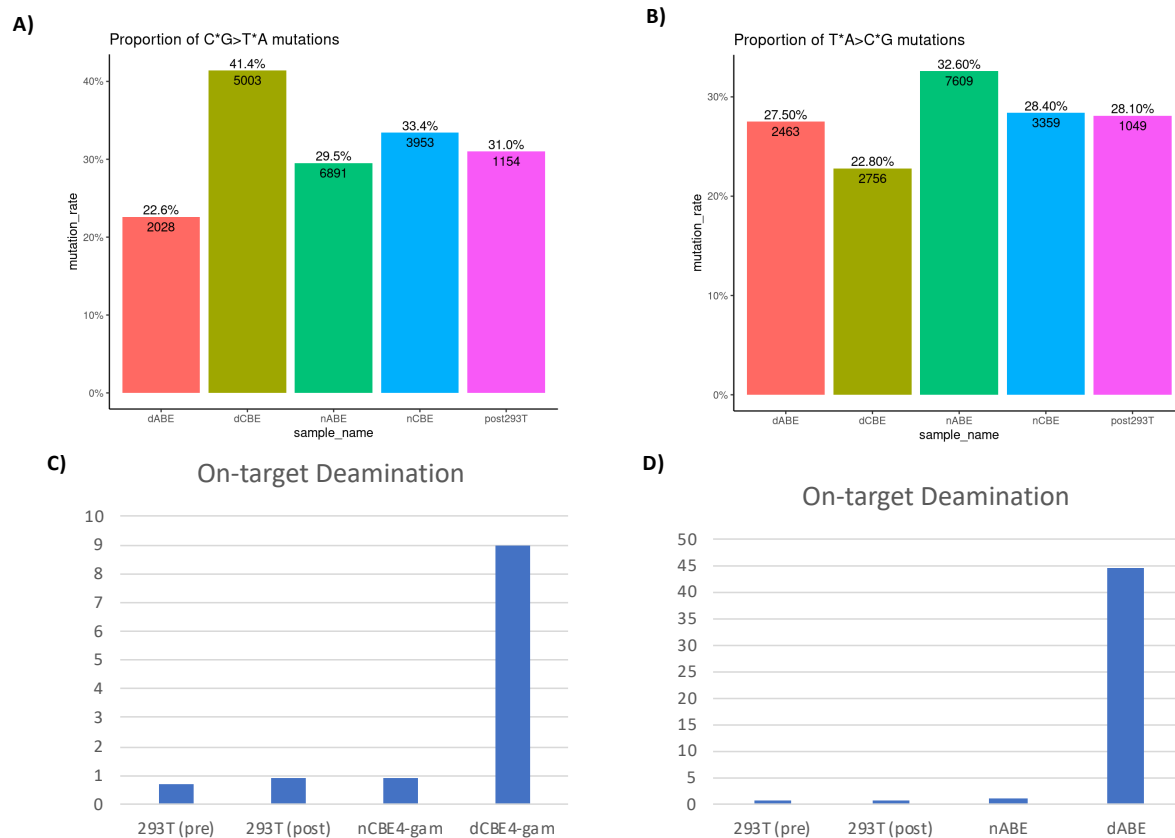 A)
Proportion of C*G>T*A mutations
mutation_rate
40%
30%
20%
10%
0%
22.6%
2028
41.4%
5003
29.5%
6891
33.4%
3953
31.0%
1154
dABE
dCBE
nABE
nCBE
post293T
sample_name
B)
Proportion of T*A>C*G mutations
mutation_rate
30%
20%
10%
0%
27.50%
2463
22.80%
2756
32.60%
7609
28.40%
3359
28.10%
1049
dABE
dCBE
nABE
nCBE
post293T
sample_name
C)
On-target Deamination
10
9
8
7
6
5
4
3
2
1
0
293T (pre)
293T (post)
nCBE4-gam
dCBE4-gam
D)
On-target Deamination
50
45
40
35
30
25
20
15
10
5
0
293T (pre)
293T (post)
nABE
dABE